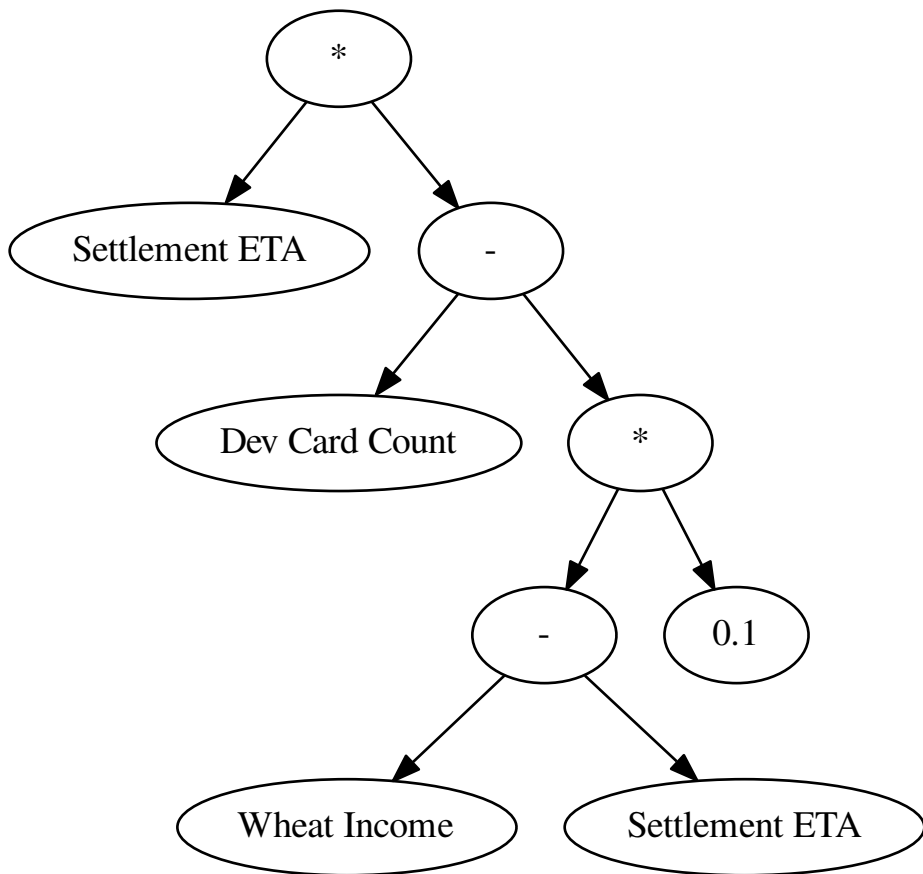 *
Settlement ETA
-
Dev Card Count
*
-
0.1
Wheat Income
Settlement ETA